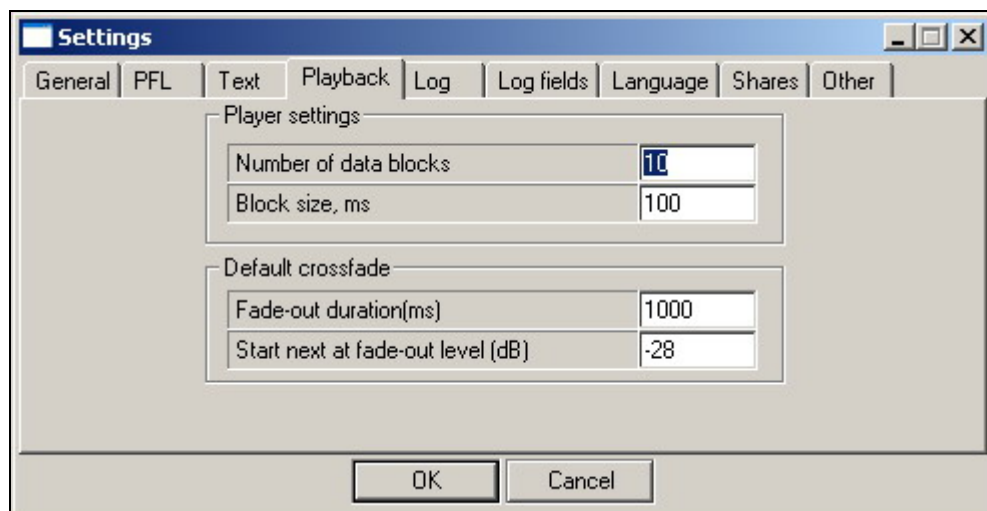 Settings
General PFL Text Playback Log Log fields Language Shares Other
Player settings
Number of data blocks 10
Block size, ms 100
Default crossfade
Fade-out duration(ms) 1000
Start next at fade-out level (dB) -28
OK Cancel